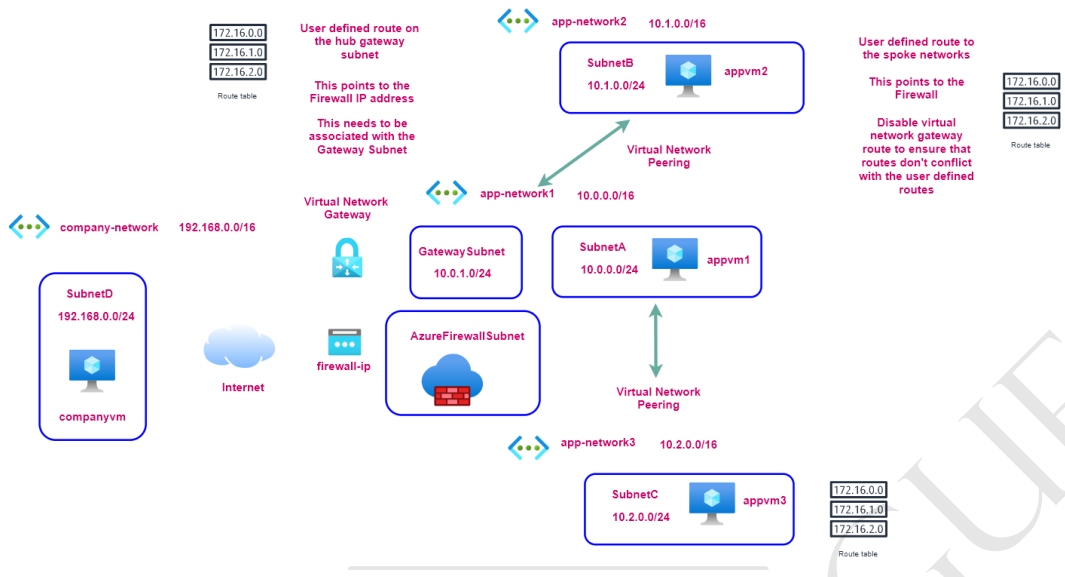 172.16.0.0
172.16.1.0
172.16.2.0
Route table
User defined route on
the hub gateway
subnet
This points to the
Firewall IP address
This needs to be
associated with the
Gateway Subnet
app-network2 10.1.0.0/16
SubnetB
10.1.0.0/24
appvm2
User defined route to
the spoke networks
This points to the
Firewall
Disable virtual
network gateway
route to ensure that
routes don't conflict
with the user defined
routes
172.16.0.0
172.16.1.0
172.16.2.0
Route table
Virtual Network
Peering
app-network1 10.0.0.0/16
company-network 192.168.0.0/16
Virtual Network
Gateway
GatewaySubnet
10.0.1.0/24
SubnetA
10.0.0.0/24
appvm1
SubnetD
192.168.0.0/24
companyvm
Internet
firewall-ip
AzureFirewallSubnet
Virtual Network
Peering
app-network3 10.2.0.0/16
SubnetC
10.2.0.0/24
appvm3
172.16.0.0
172.16.1.0
172.16.2.0
Route table